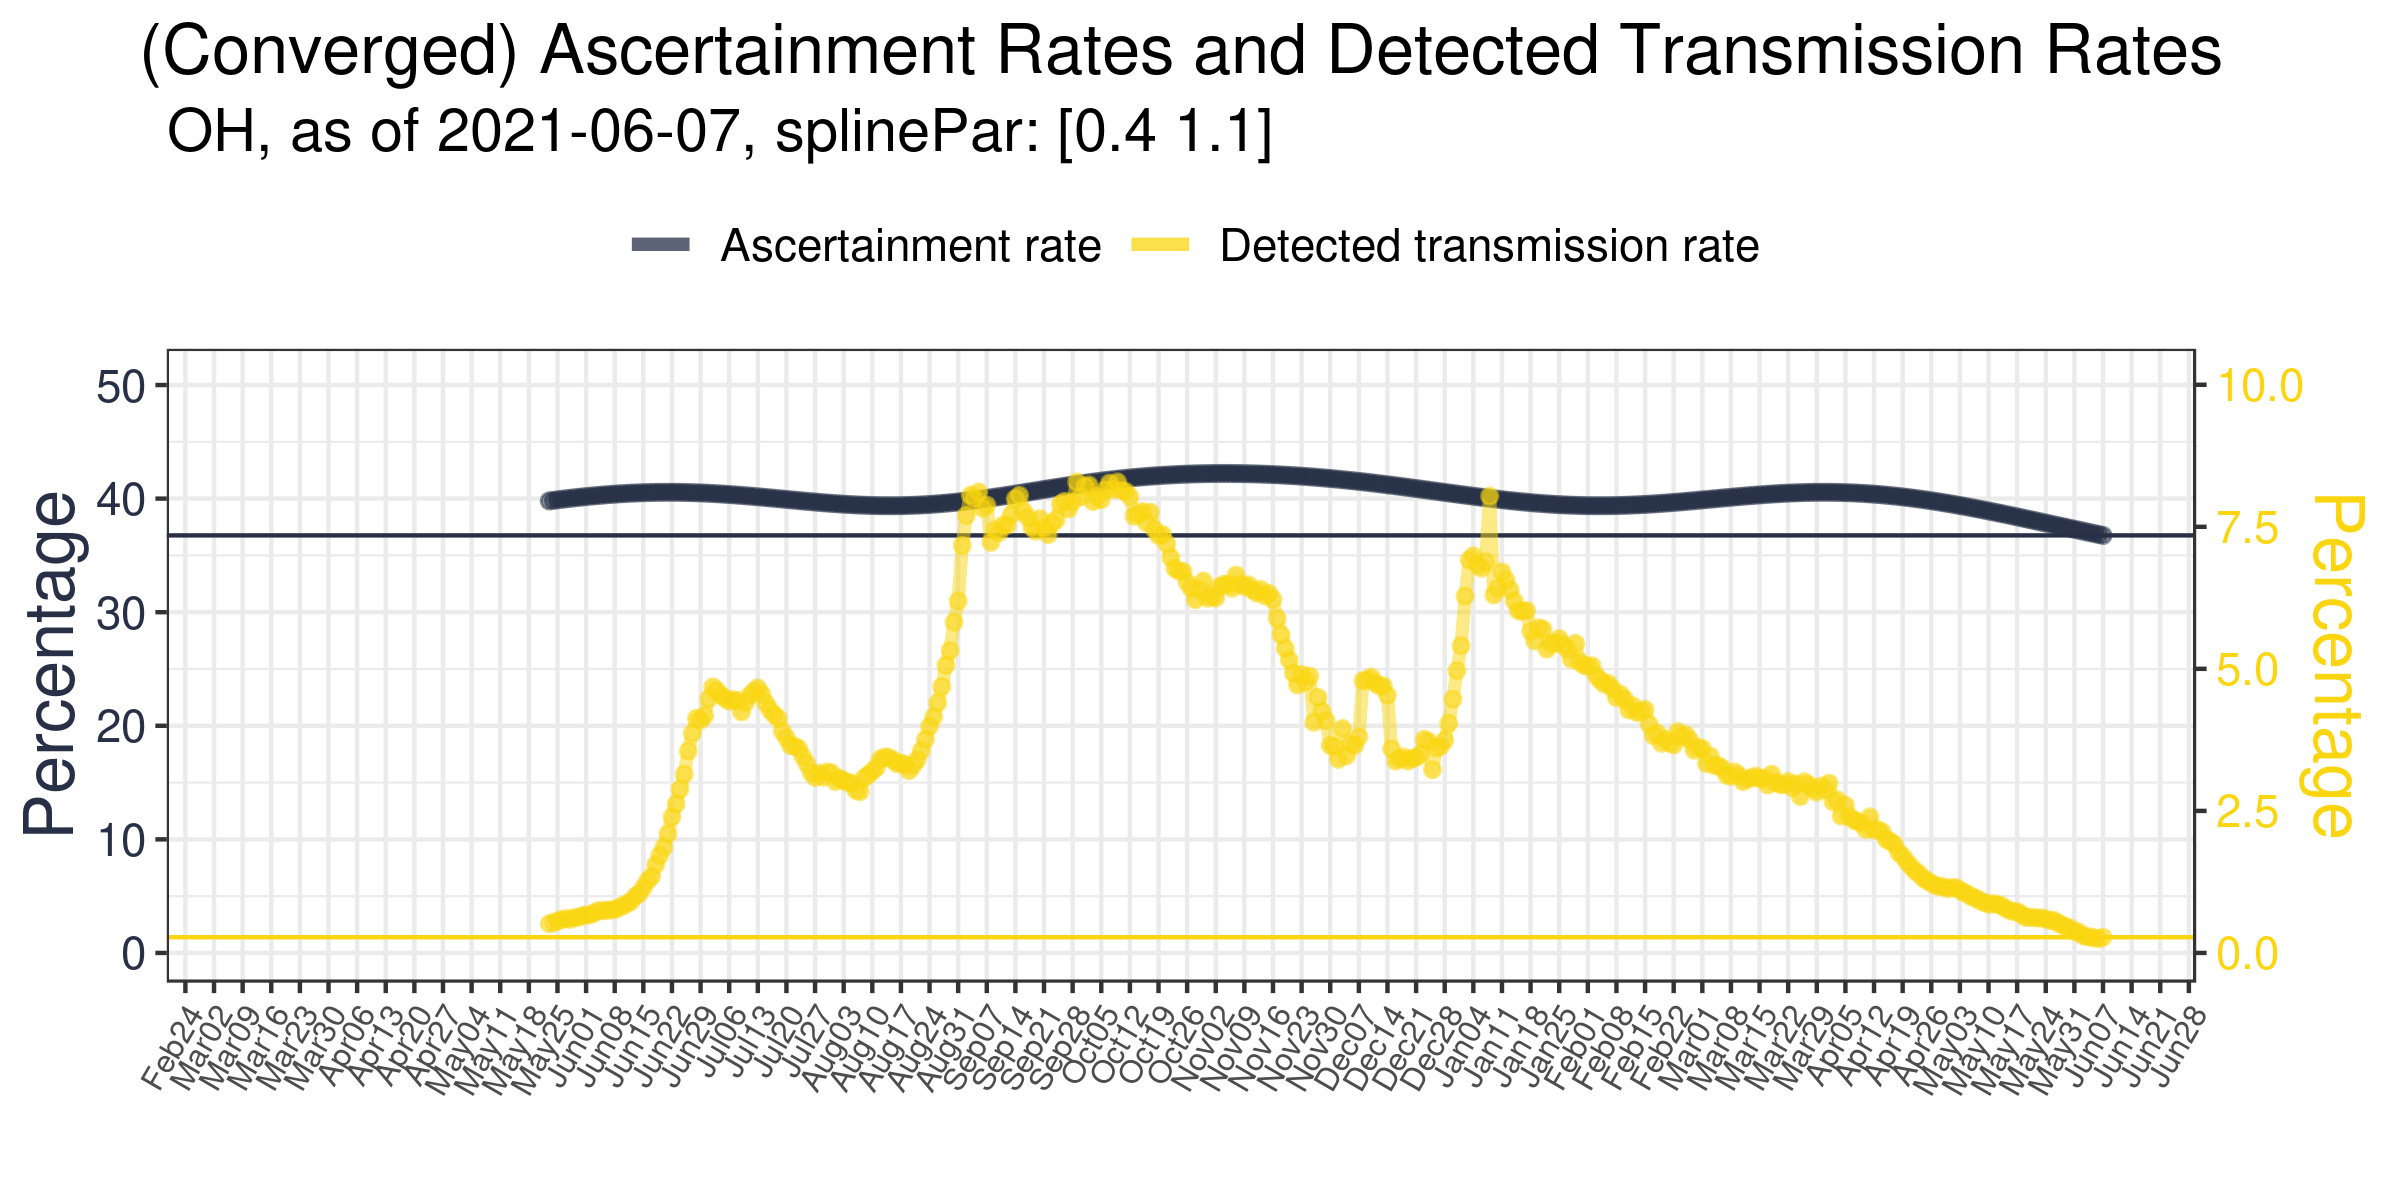 (Converged) Ascertainment Rates and Detected Transmission Rates
OH, as of 2021-06-07, splinePar: [0.4 1.1]
Ascertainment rate
Detected transmission rate
Percentage
50
40
30
20
10
0
10.0
7.5
5.0
2.5
0.0
Percentage
Feb24
Mar02
Mar09
Mar16
Mar23
Mar30
Apr06
Apr13
Apr20
Apr27
May04
May11
May18
May25
Jun01
Jun08
Jun15
Jun22
Jun29
Jul06
Jul13
Jul20
Jul27
Aug03
Aug10
Aug17
Aug24
Aug31
Sep07
Sep14
Sep21
Sep28
Oct05
Oct12
Oct19
Oct26
Nov02
Nov09
Nov16
Nov23
Nov30
Dec07
Dec14
Dec21
Dec28
Jan04
Jan11
Jan18
Jan25
Feb01
Feb08
Feb15
Feb22
Mar01
Mar08
Mar15
Mar22
Mar29
Apr05
Apr12
Apr19
Apr26
May03
May10
May17
May24
May31
Jun07
Jun14
Jun21
Jun28